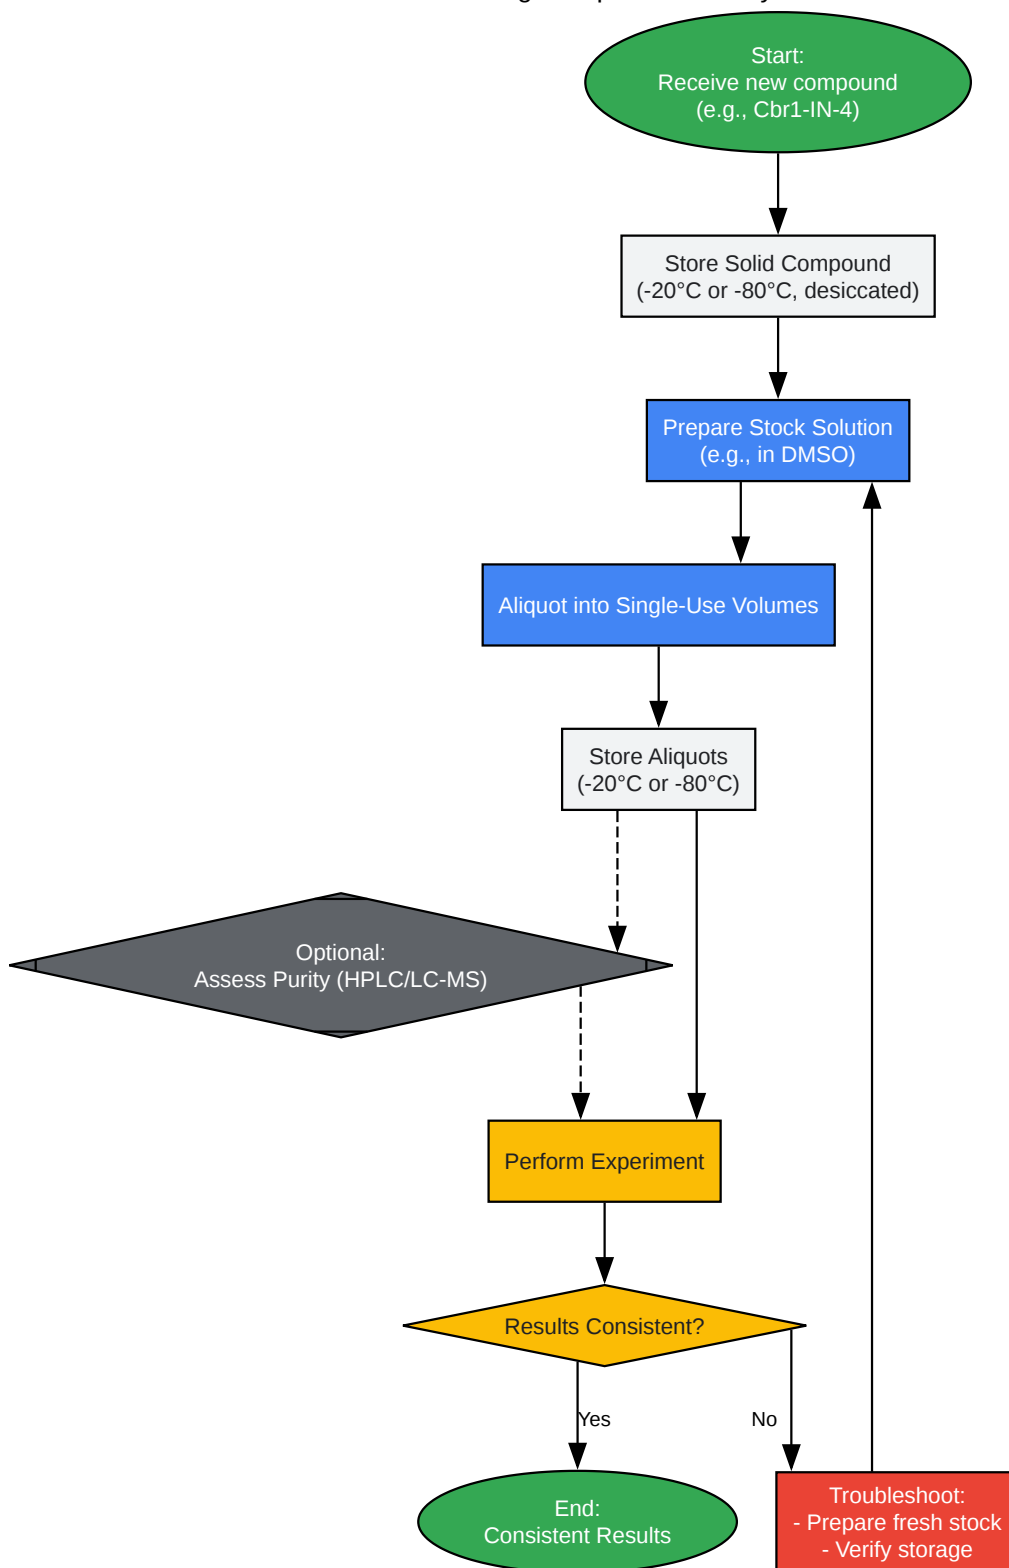 Start:
Receive new compound
(e.g., Cbr1-IN-4)
Store Solid Compound
(-20°C or -80°C, desiccated)
Prepare Stock Solution
(e.g., in DMSO)
Aliquot into Single-Use Volumes
Store Aliquots
(-20°C or -80°C)
Optional:
Assess Purity (HPLC/LC-MS)
Perform Experiment
Results Consistent?
Yes
No
End:
Consistent Results
Troubleshoot:
- Prepare fresh stock
- Verify storage